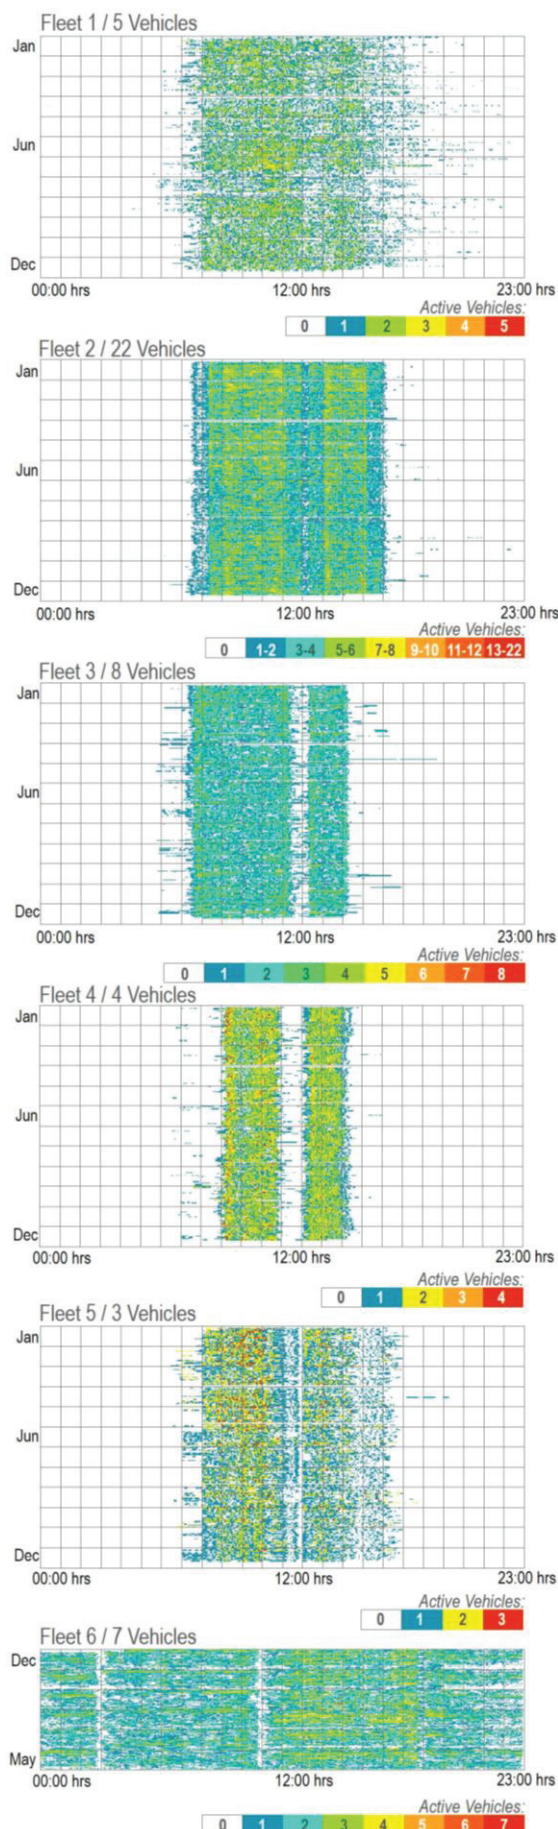 Fleet 1 / 5 Vehicles
Jan
Jun
Dec
00:00 hrs 12:00 hrs 23:00 hrs
Active Vehicles:
0 1 2 3 4 5
Fleet 2 / 22 Vehicles
Jan
Jun
Dec
00:00 hrs 12:00 hrs 23:00 hrs
Active Vehicles:
0 1-2 3-4 5-6 7-8 9-10 11-12 13-22
Fleet 3 / 8 Vehicles
Jan
Jun
Dec
00:00 hrs 12:00 hrs 23:00 hrs
Active Vehicles:
0 1 2 3 4 5 6 7 8
Fleet 4 / 4 Vehicles
Jan
Jun
Dec
00:00 hrs 12:00 hrs 23:00 hrs
Active Vehicles:
0 1 2 3 4
Fleet 5 / 3 Vehicles
Jan
Jun
Dec
00:00 hrs 12:00 hrs 23:00 hrs
Active Vehicles:
0 1 2 3
Fleet 6 / 7 Vehicles
Dec
May
00:00 hrs 12:00 hrs 23:00 hrs
Active Vehicles:
0 1 2 3 4 5 6 7